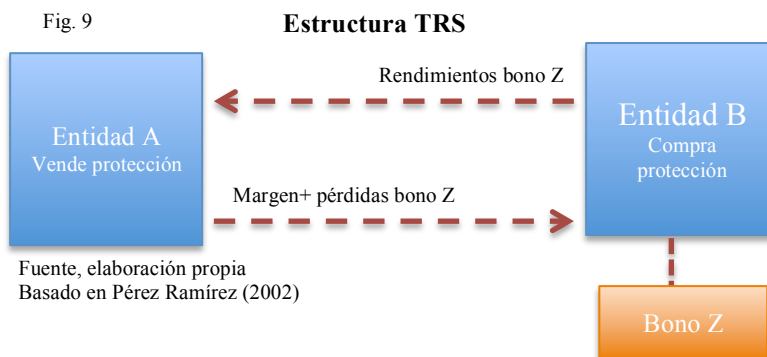 Fig. 9
Estructura TRS
Rendimientos bono Z
Entidad A
Vende protección
Entidad B
Compra
protección
Margen+ pérdidas bono Z
Fuente, elaboración propia
Basado en Pérez Ramírez (2002)
Bono Z